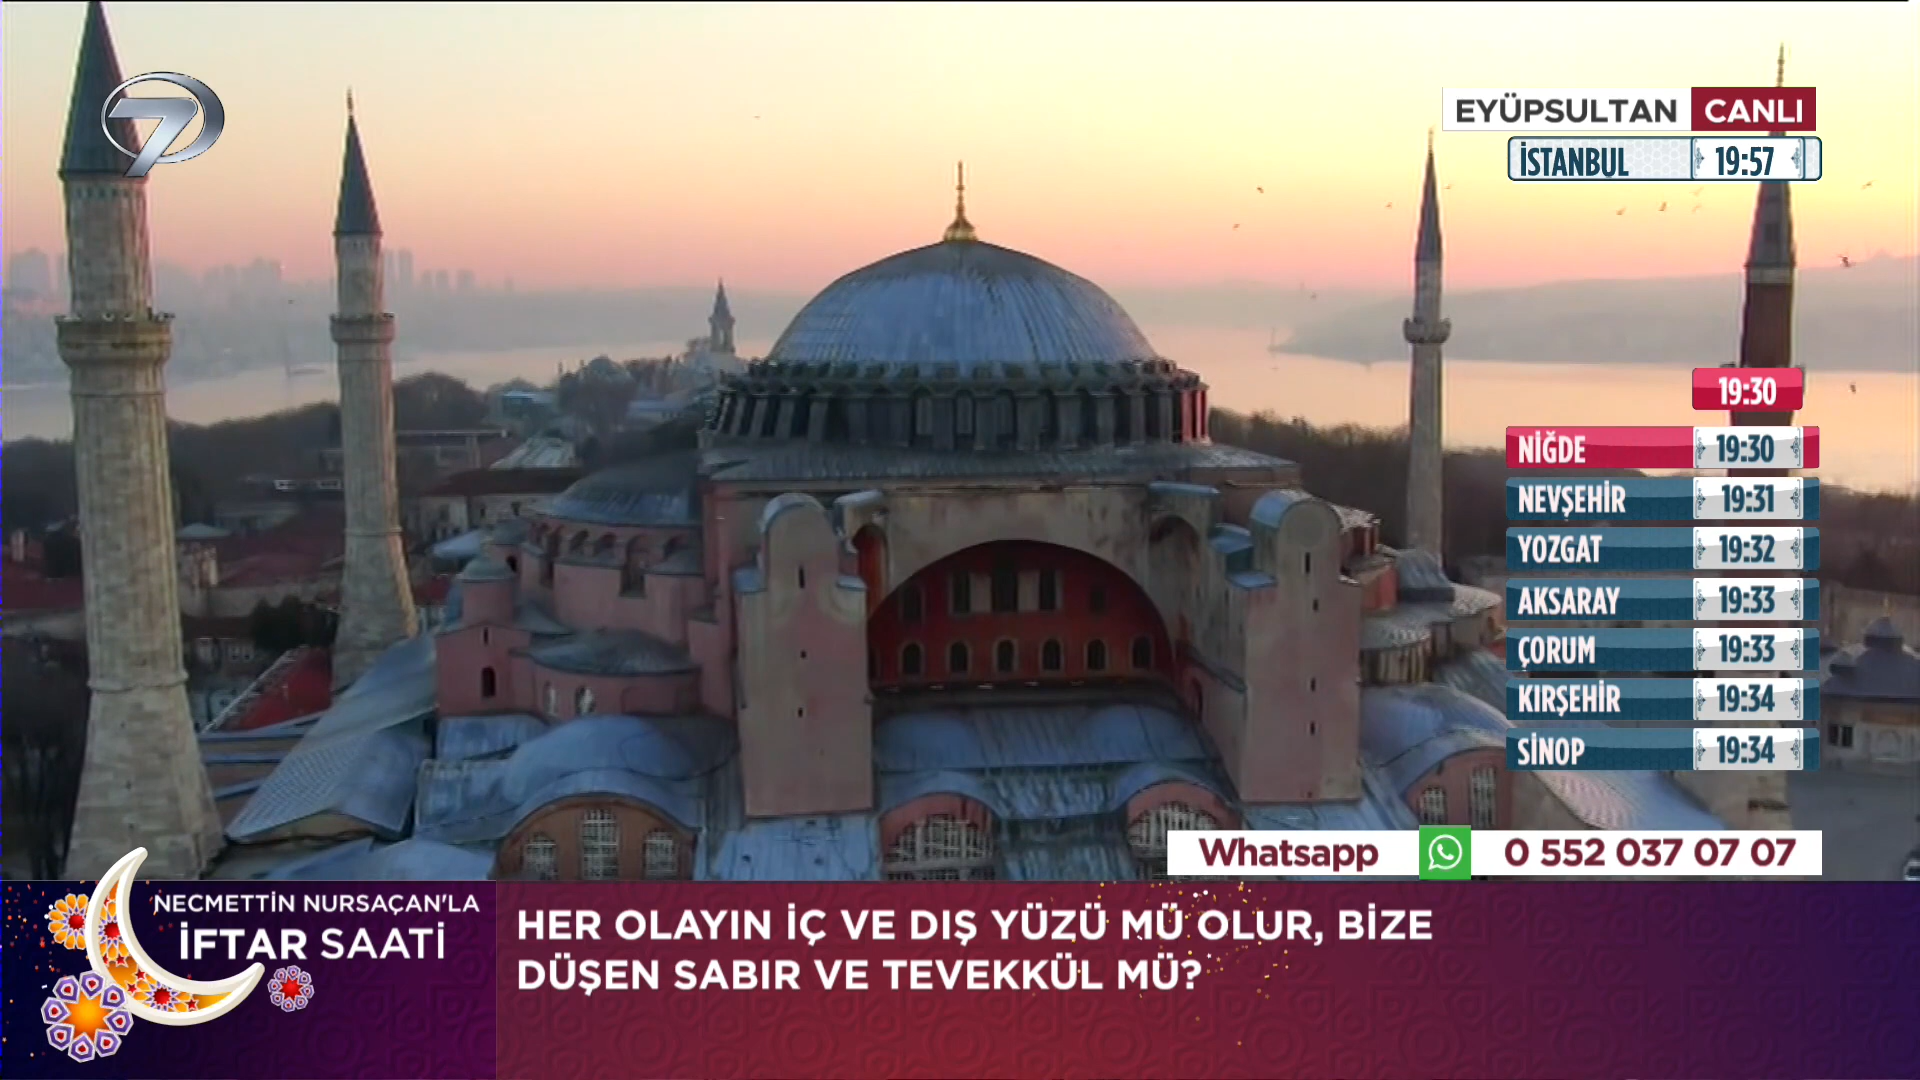 7
EYÜPSULTAN CANLI
İSTANBUL 19:57
19:30
NİĞDE 19:30
NEVŞEHİR 19:31
YOZGAT 19:32
AKSARAY 19:33
ÇORUM 19:33
KIRŞEHİR 19:34
SİNOP 19:34
Whatsapp 0 552 037 07 07
NECMETTİN NURSAÇAN'LA
İFTAR SAATİ
HER OLAYIN İÇ VE DIŞ YÜZÜ MÜ OLUR, BİZE
DÜŞEN SABIR VE TEVEKKÜL MÜ?